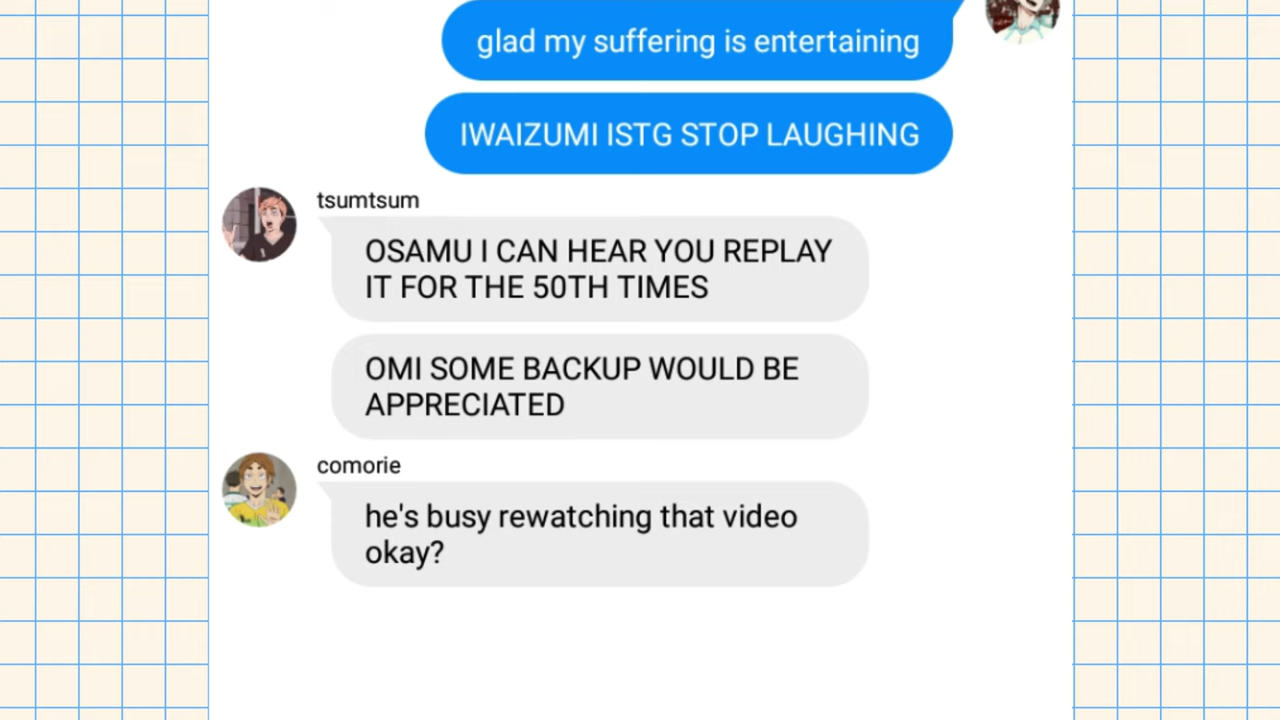 glad my suffering is entertaining
IWAIZUMI ISTG STOP LAUGHING
tsumtsum
OSAMU I CAN HEAR YOU REPLAY
IT FOR THE 50TH TIMES
OMI SOME BACKUP WOULD BE
APPRECIATED
comorie
he's busy rewatching that video
okay?